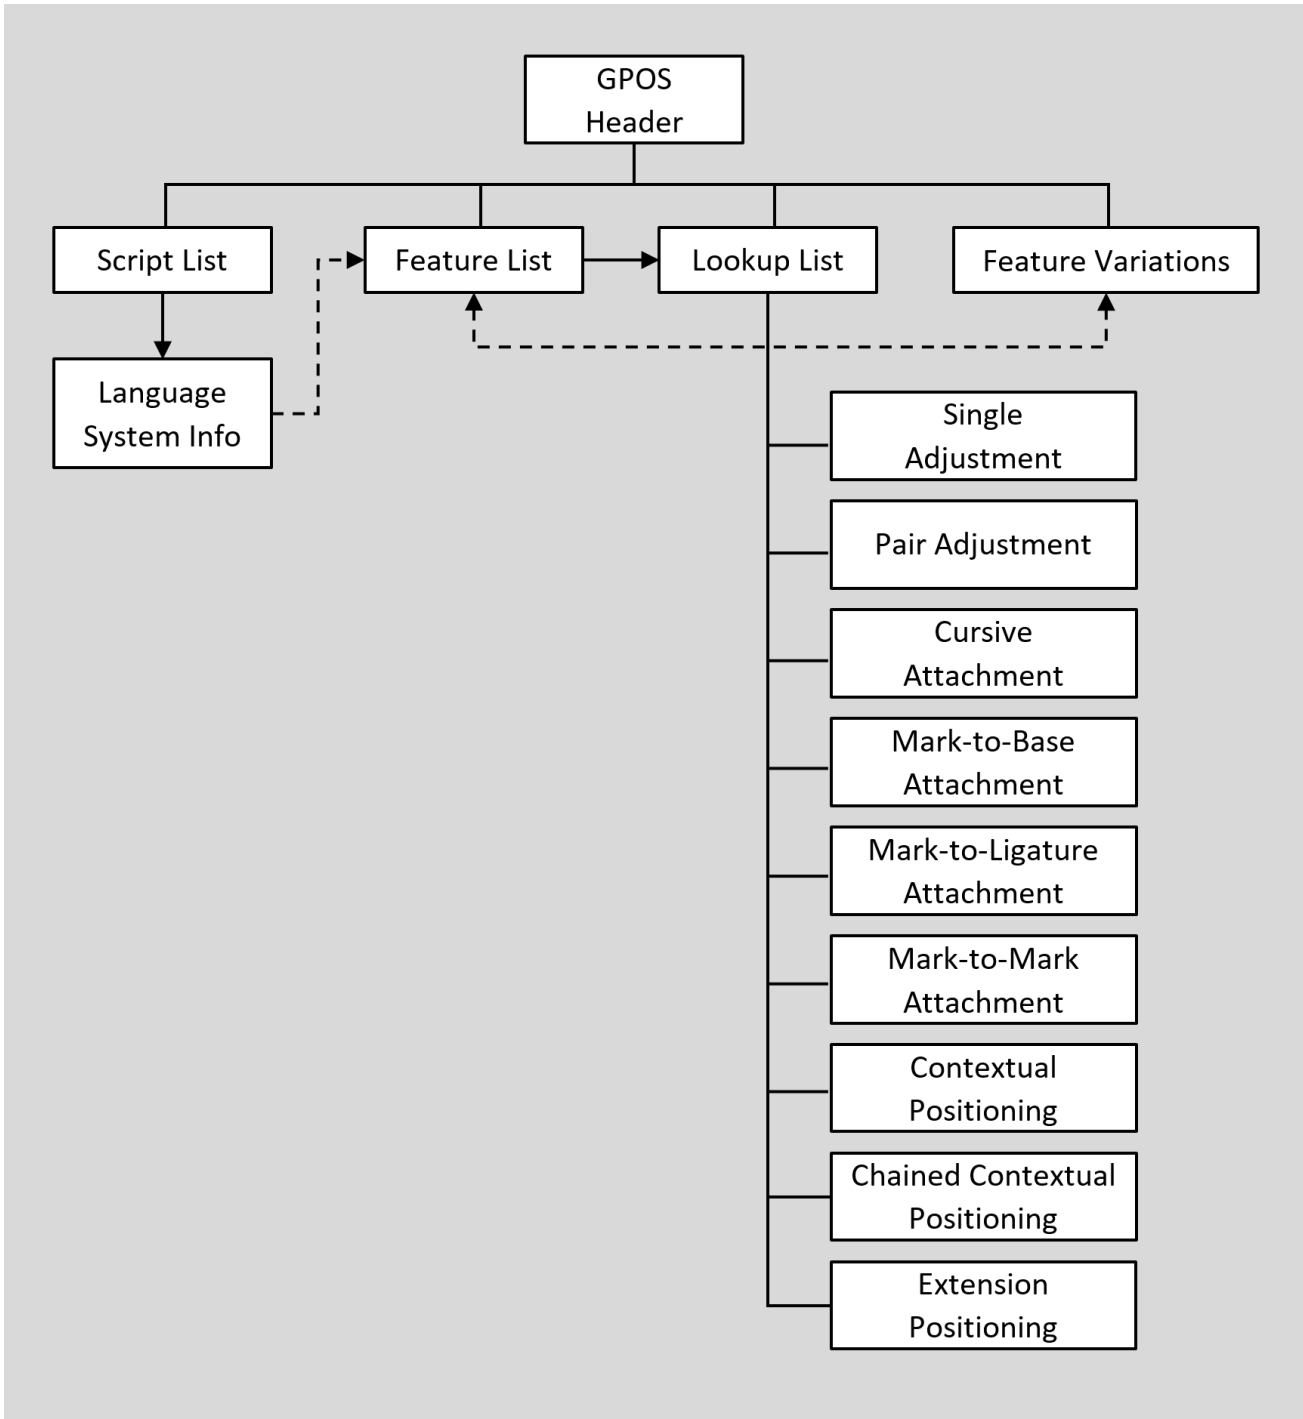 GPOS
Header
Script List
Feature List
Lookup List
Feature Variations
Language
System Info
Single
Adjustment
Pair Adjustment
Cursive
Attachment
Mark-to-Base
Attachment
Mark-to-Ligature
Attachment
Mark-to-Mark
Attachment
Contextual
Positioning
Chained Contextual
Positioning
Extension
Positioning